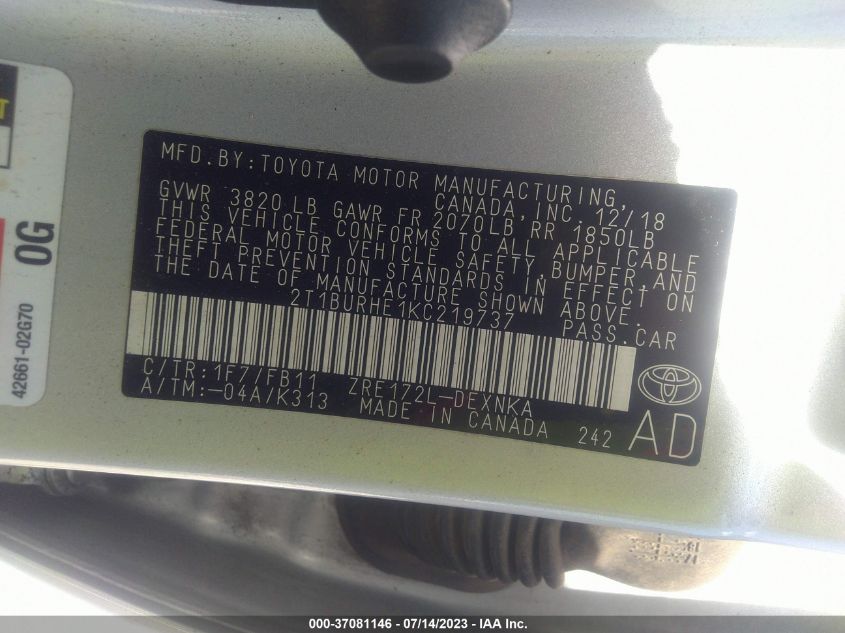 T
0G
42661-02G70
MFD.BY:TOYOTA MOTOR MANUFACTURING,
CANADA, INC. 12/18
GVWR 3820 LB GAWR FR 2070LB RR 1850LB
THIS VEHICLE CONFORMS TO ALL APPLICABLE
FEDERAL MOTOR VEHICLE SAFETY,BUMPER,AND
THEFT PREVENTION STANDARDS IN EFFECT ON
THE DATE OF MANUFACTURE SHOWN ABOVE.
2T1BURHE1KC219737 PASS.CAR
C/TR:1F7/FB11 ZRE172L-DEXNKA
A/TM:-04A/K313 MADE IN CANADA 242 AD
000-37081146 - 07/14/2023 - IAA Inc.